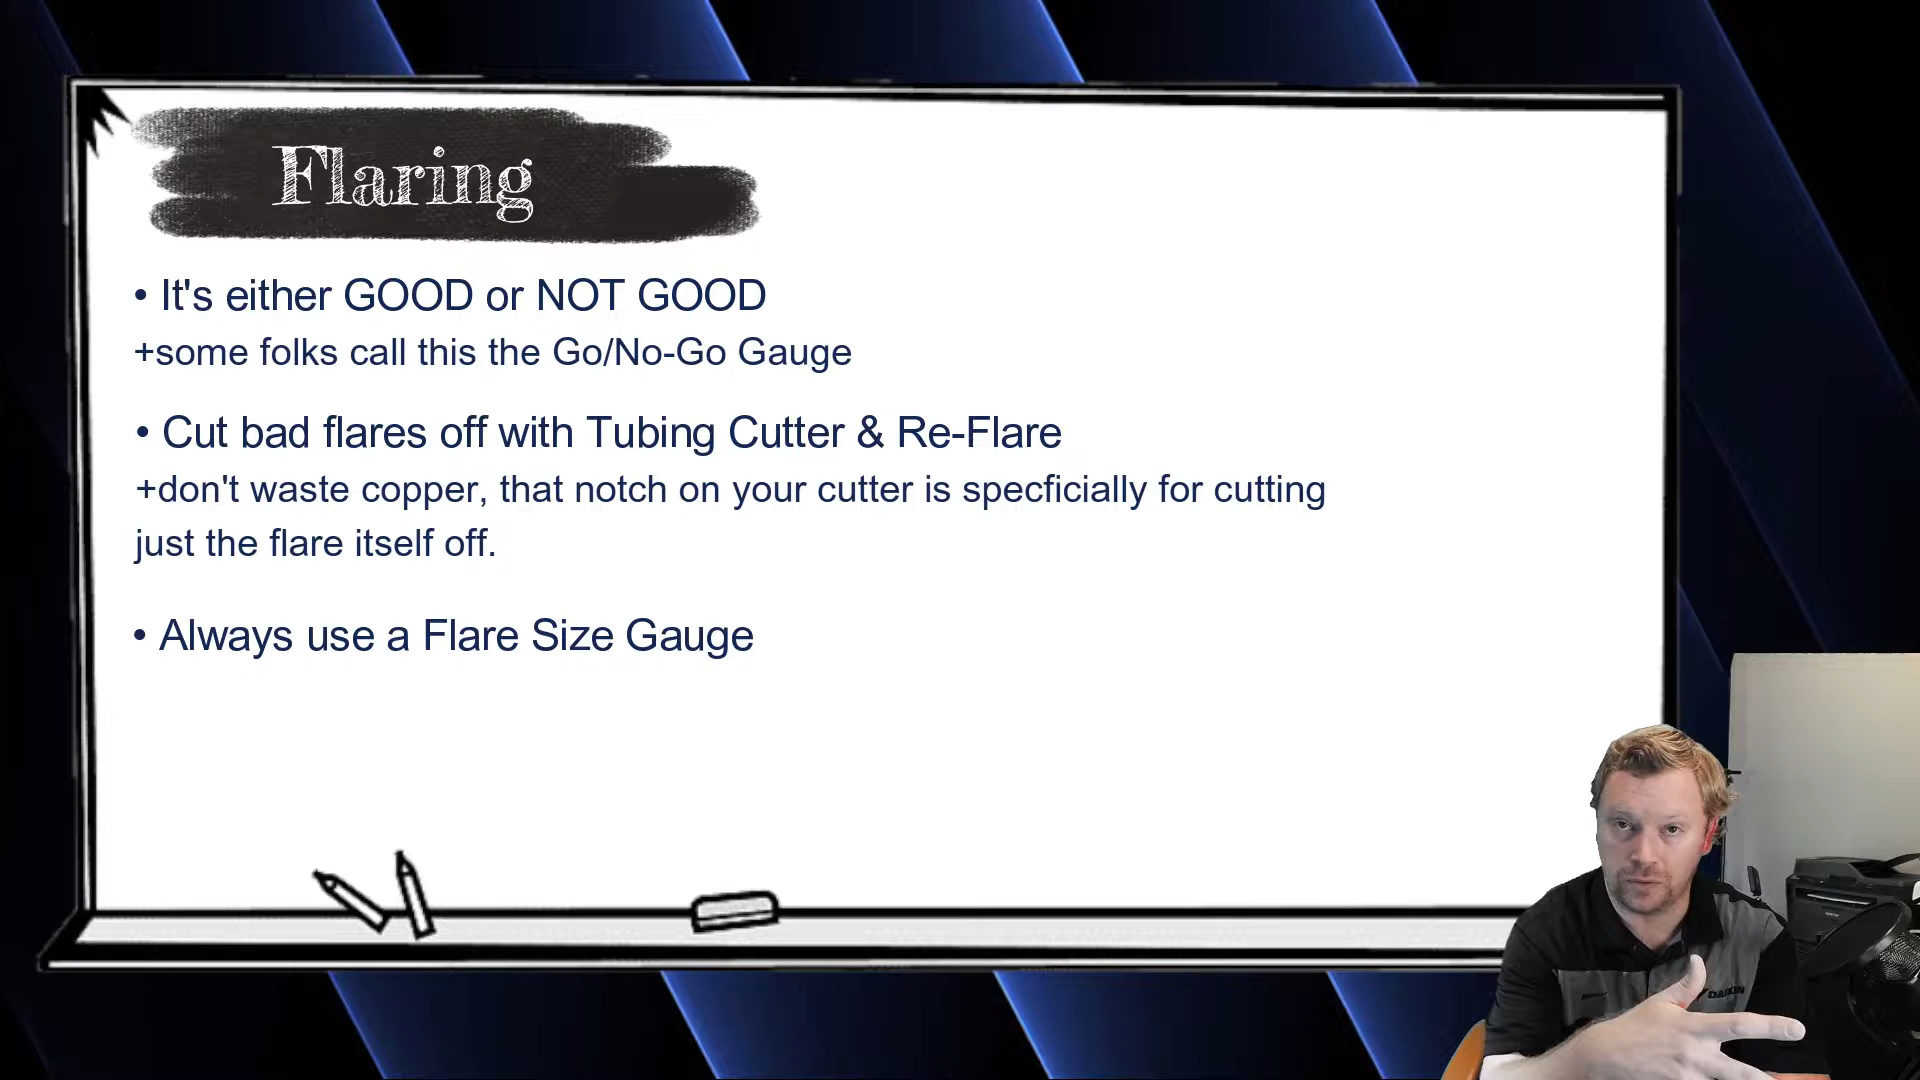 Flaring
• It's either GOOD or NOT GOOD
+some folks call this the Go/No-Go Gauge
• Cut bad flares off with Tubing Cutter & Re-Flare
+don't waste copper, that notch on your cutter is specficially for cutting
just the flare itself off.
• Always use a Flare Size Gauge
DAIKIN